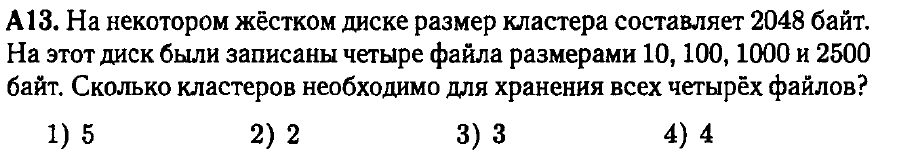 А13. На некотором жёстком диске размер кластера составляет 2048 байт.
На этот диск были записаны четыре файла размерами 10, 100, 1000 и 2500
байт. Сколько кластеров необходимо для хранения всех четырёх файлов?
1) 5 2) 2 3) 3 4) 4